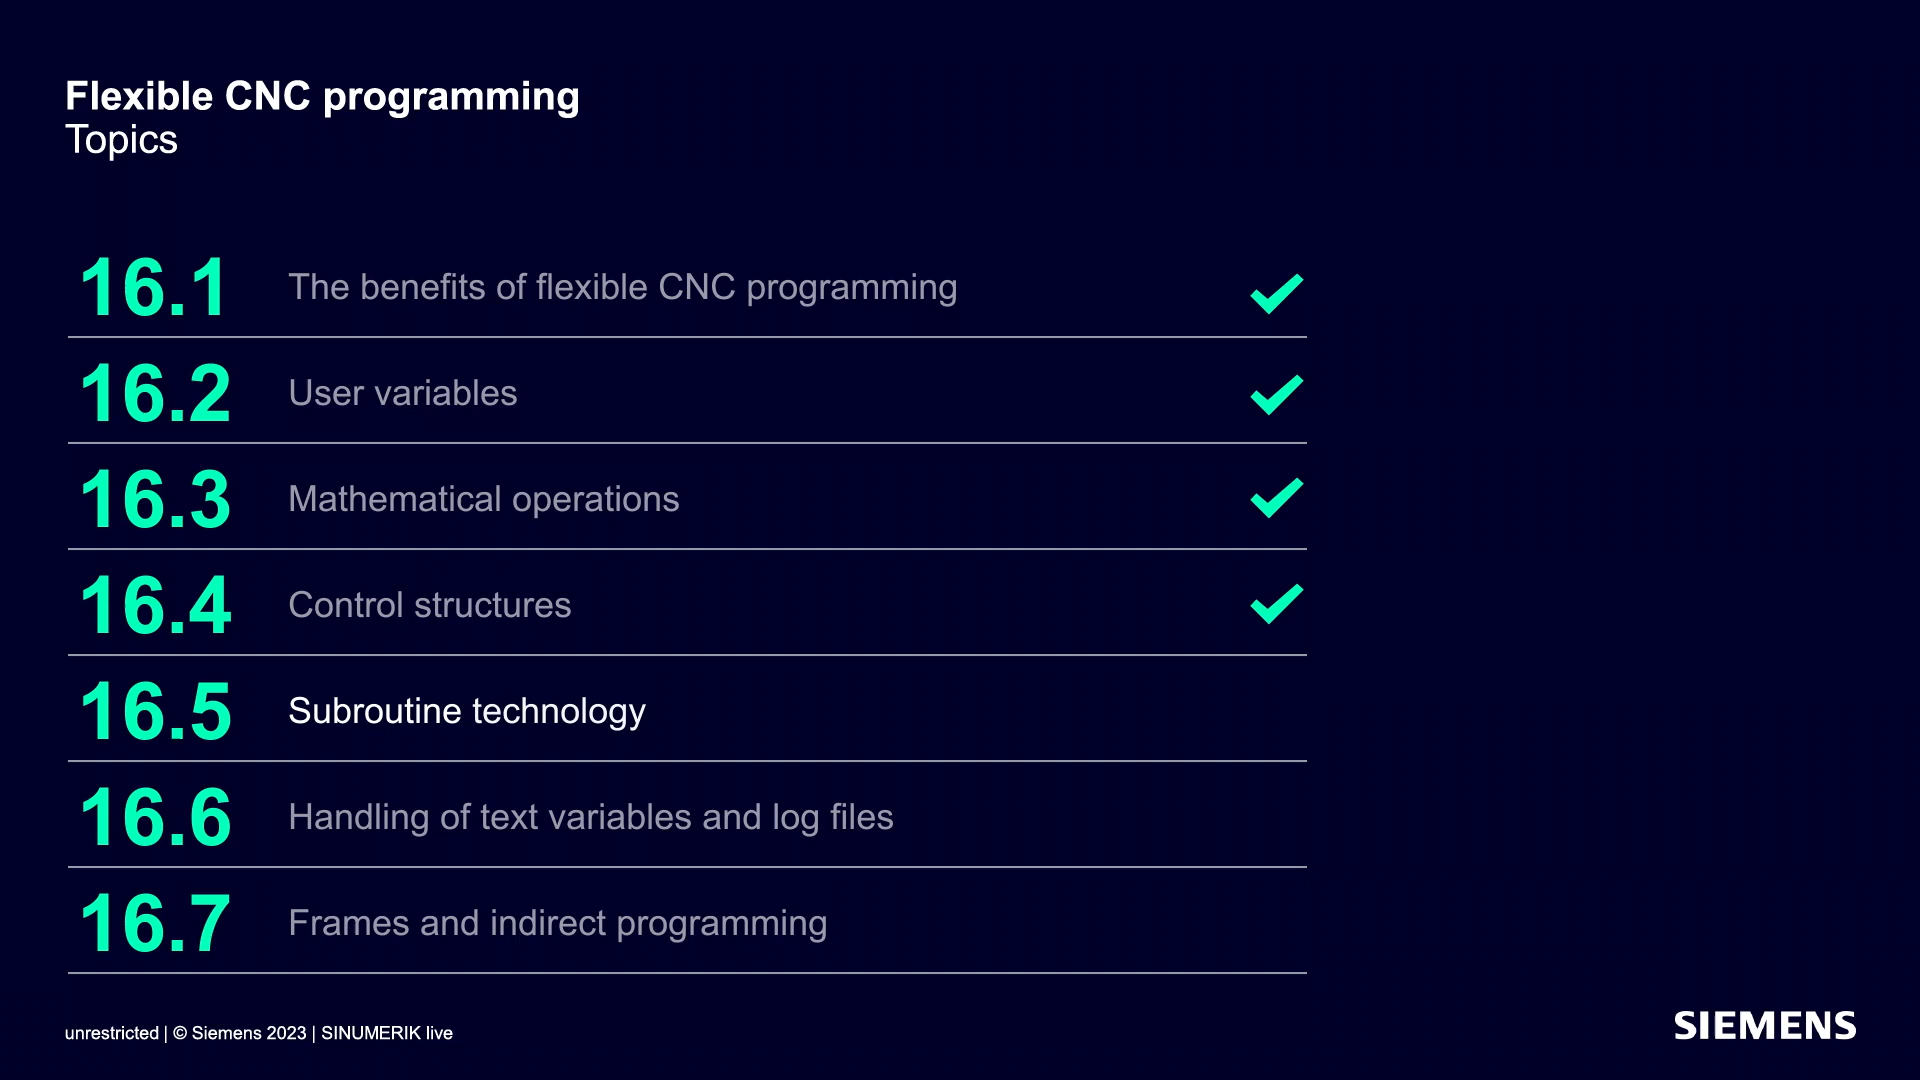 Flexible CNC programming
Topics
16.1 The benefits of flexible CNC programming
16.2 User variables
16.3 Mathematical operations
16.4 Control structures
16.5 Subroutine technology
16.6 Handling of text variables and log files
16.7 Frames and indirect programming
unrestricted | © Siemens 2023 | SINUMERIK live
SIEMENS